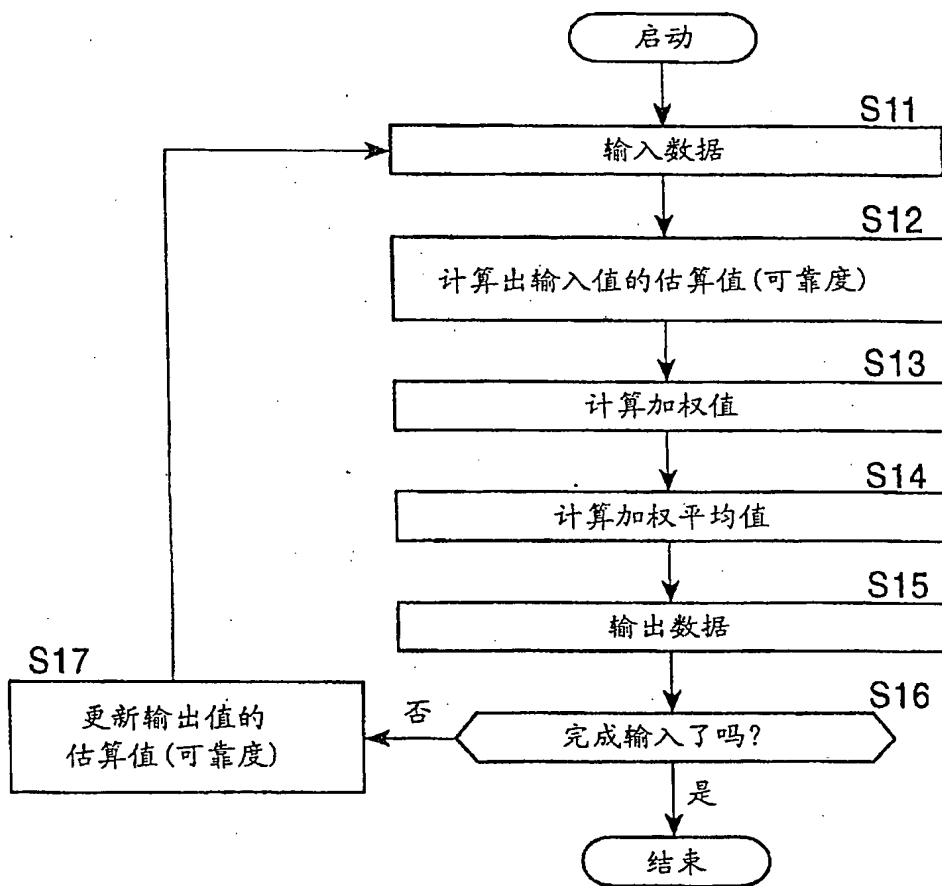 启动
S11
输入数据
S12
计算出输入值的估算值(可靠度)
S13
计算加权值
S14
计算加权平均值
S15
输出数据
S16
完成输入了吗?
否
S17
更新输出值的
估算值(可靠度)
是
结束